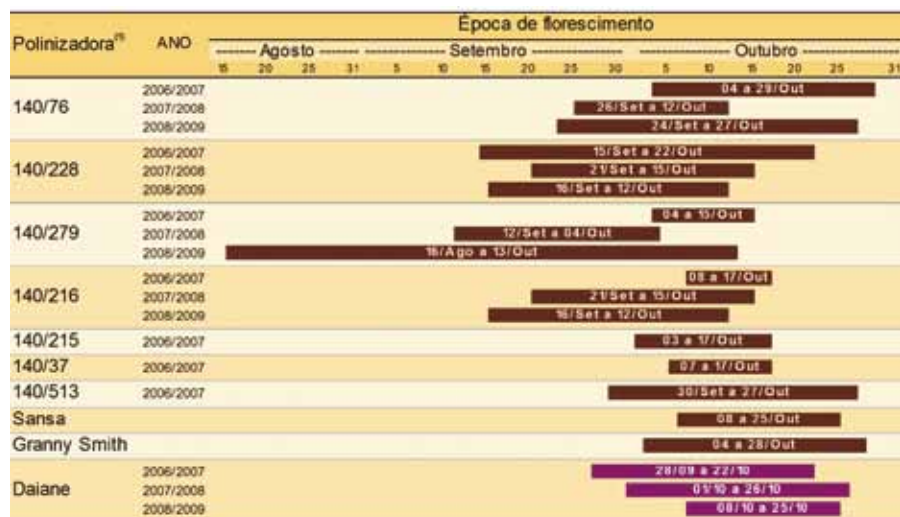 Época de florescimento
Polinizadora⁽¹⁾ ANO
Agosto Setembro Outubro
15 20 25 31 5 10 15 20 25 30 5 10 15 20 25 31
140/76
2006/2007 04 a 29/Out
2007/2008 26/Set a 12/Out
2008/2009 24/Set a 27/Out
140/228
2006/2007 15/Set a 22/Out
2007/2008 21/Set a 15/Out
2008/2009 16/Set a 12/Out
140/279
2006/2007 04 a 15/Out
2007/2008 12/Set a 04/Out
2008/2009 16/Ago a 13/Out
140/216
2006/2007 08 a 17/Out
2007/2008 21/Set a 15/Out
2008/2009 16/Set a 12/Out
140/215 2006/2007 03 a 17/Out
140/37 2006/2007 07 a 17/Out
140/513 2006/2007 30/Set a 27/Out
Sansa 08 a 25/Out
Granny Smith 04 a 28/Out
Daiane
2006/2007 28/09 a 22/10
2007/2008 01/10 a 26/10
2008/2009 08/10 a 25/10